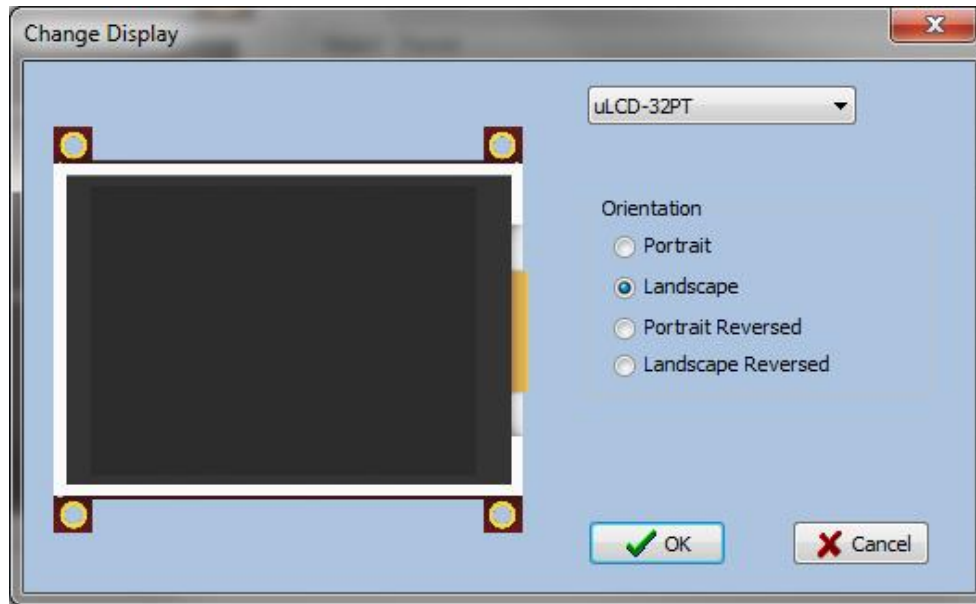 Change Display
uLCD-32PT
Orientation
Portrait
Landscape
Portrait Reversed
Landscape Reversed
OK
Cancel